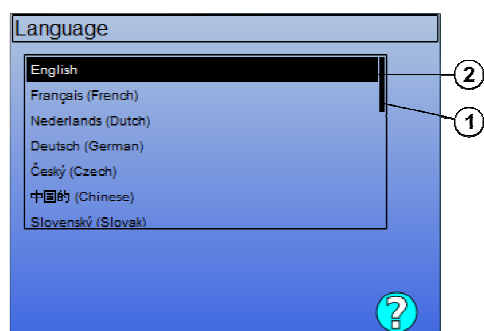 Language
English
Français (French)
Nederlands (Dutch)
Deutsch (German)
Český (Czech)
中国的 (Chinese)
Slovenský (Slovak)
2
1
?